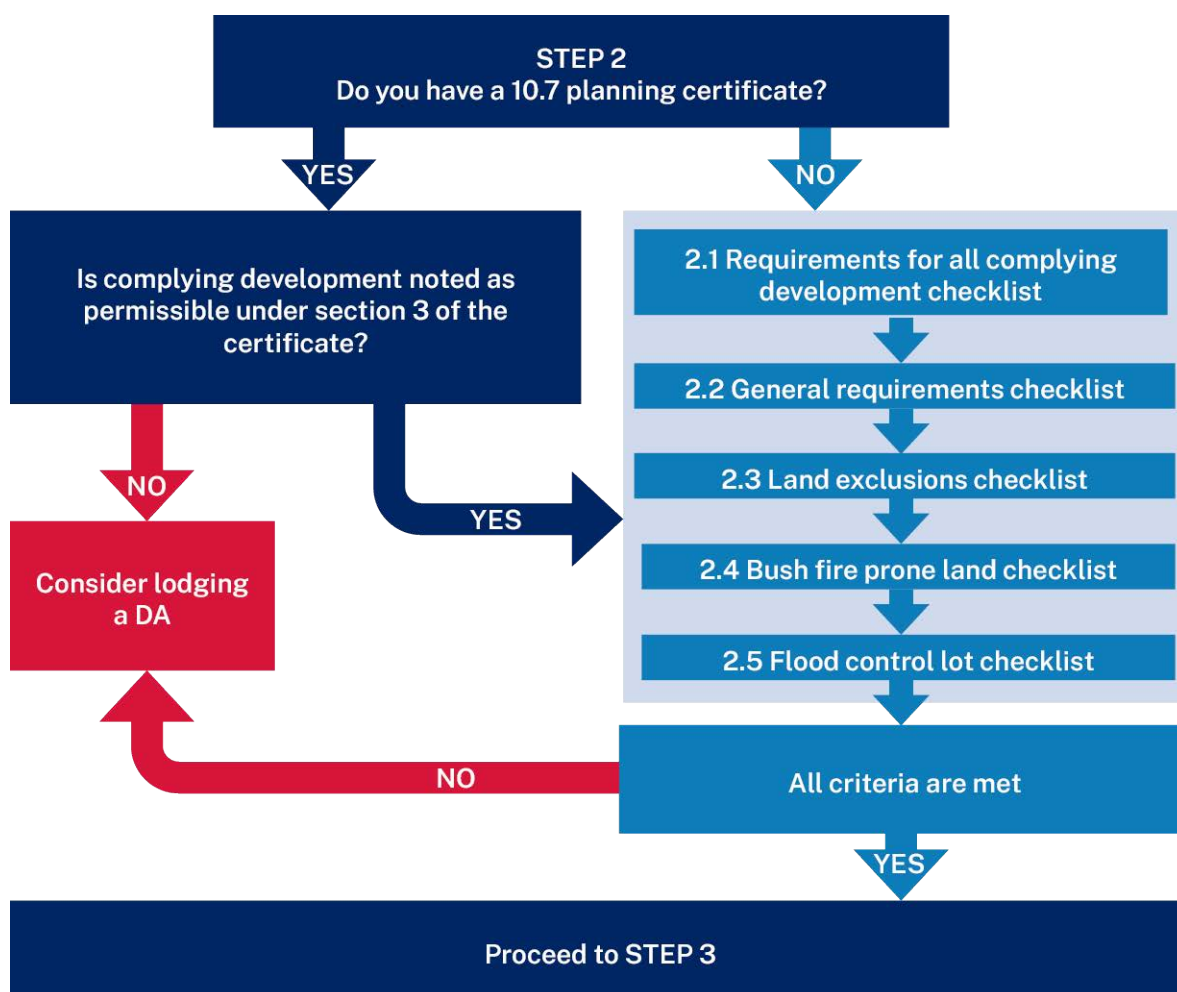 STEP 2
Do you have a 10.7 planning certificate?
YES
NO
Is complying development noted as
permissible under section 3 of the
certificate?
2.1 Requirements for all complying
development checklist
2.2 General requirements checklist
2.3 Land exclusions checklist
2.4 Bush fire prone land checklist
2.5 Flood control lot checklist
NO
YES
Consider lodging
a DA
NO
All criteria are met
YES
Proceed to STEP 3